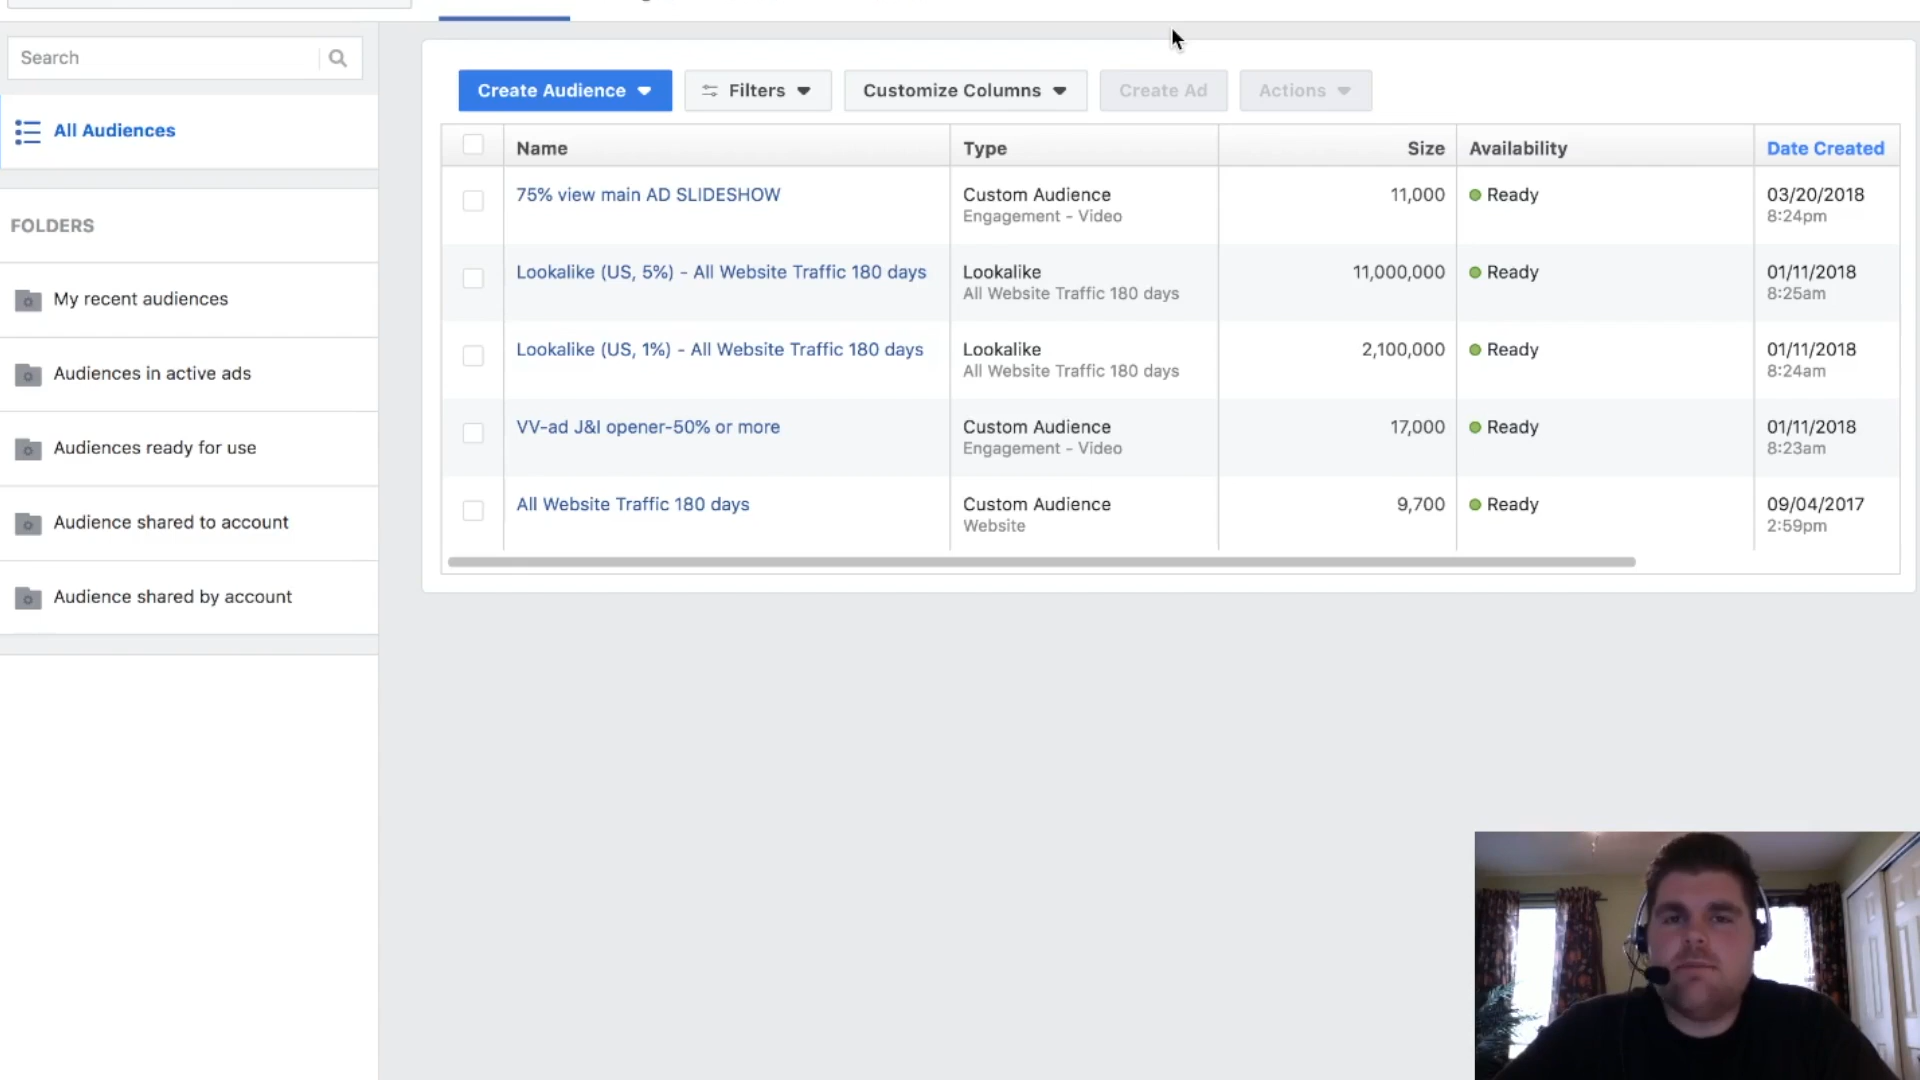 Search
All Audiences
FOLDERS
My recent audiences
Audiences in active ads
Audiences ready for use
Audience shared to account
Audience shared by account
Create Audience
Filters
Customize Columns
Create Ad
Actions
Name Type Size Availability Date Created
75% view main AD SLIDESHOW Custom Audience 11,000 Ready 03/20/2018
Engagement - Video 8:24pm
Lookalike (US, 5%) - All Website Traffic 180 days Lookalike 11,000,000 Ready 01/11/2018
All Website Traffic 180 days 8:25am
Lookalike (US, 1%) - All Website Traffic 180 days Lookalike 2,100,000 Ready 01/11/2018
All Website Traffic 180 days 8:24am
VV-ad J&I opener-50% or more Custom Audience 17,000 Ready 01/11/2018
Engagement - Video 8:23am
All Website Traffic 180 days Custom Audience 9,700 Ready 09/04/2017
Website 2:59pm